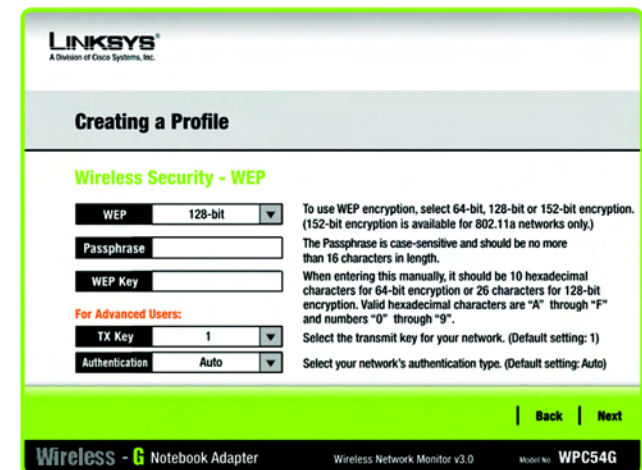 LINKSYS®
A Division of Cisco Systems, Inc.
Creating a Profile
Wireless Security - WEP
WEP 128-bit
To use WEP encryption, select 64-bit, 128-bit or 152-bit encryption.
(152-bit encryption is available for 802.11a networks only.)
Passphrase
The Passphrase is case-sensitive and should be no more
than 16 characters in length.
WEP Key
When entering this manually, it should be 10 hexadecimal
characters for 64-bit encryption or 26 characters for 128-bit
encryption. Valid hexadecimal characters are “A” through “F”
and numbers “0” through “9”.
For Advanced Users:
TX Key 1
Select the transmit key for your network. (Default setting: 1)
Authentication Auto
Select your network’s authentication type. (Default setting: Auto)
Back Next
Wireless - G Notebook Adapter Wireless Network Monitor v3.0 Model No. WPC54G